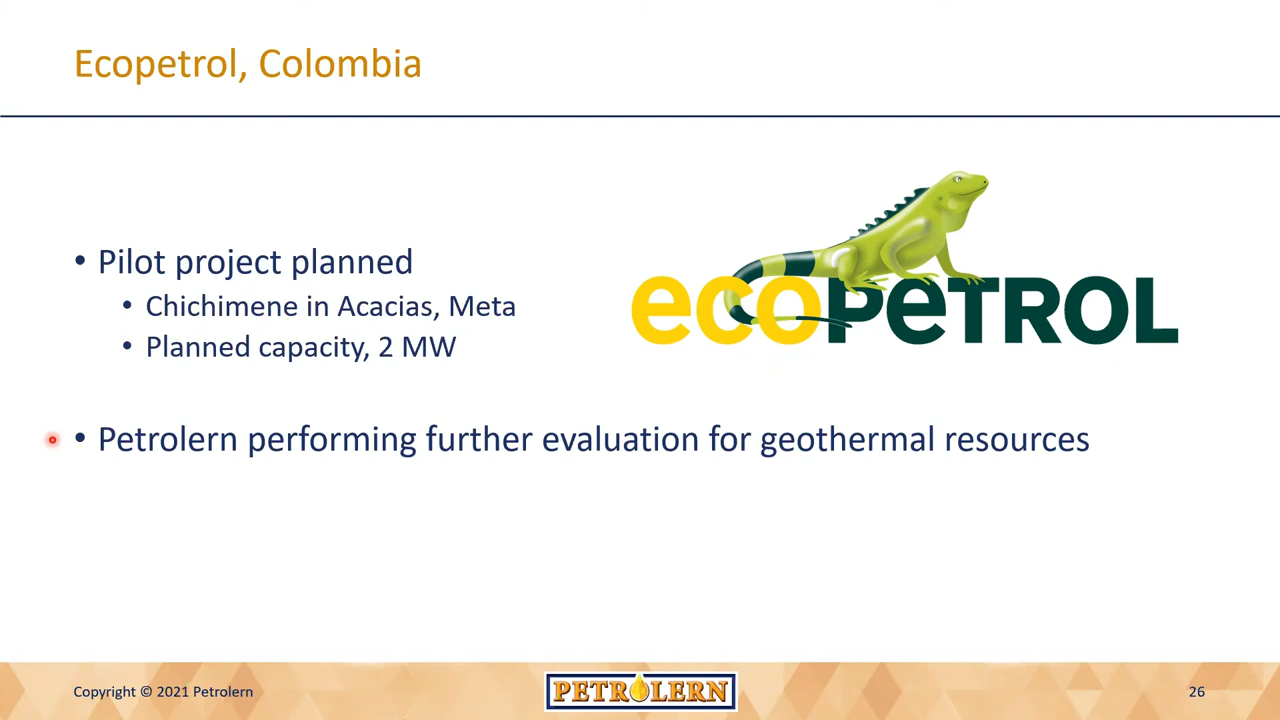 Ecopetrol, Colombia
• Pilot project planned
• Chichimene in Acacias, Meta
• Planned capacity, 2 MW
ecoPeTROL
• Petrolern performing further evaluation for geothermal resources
Copyright © 2021 Petrolern
PETROLERN
26